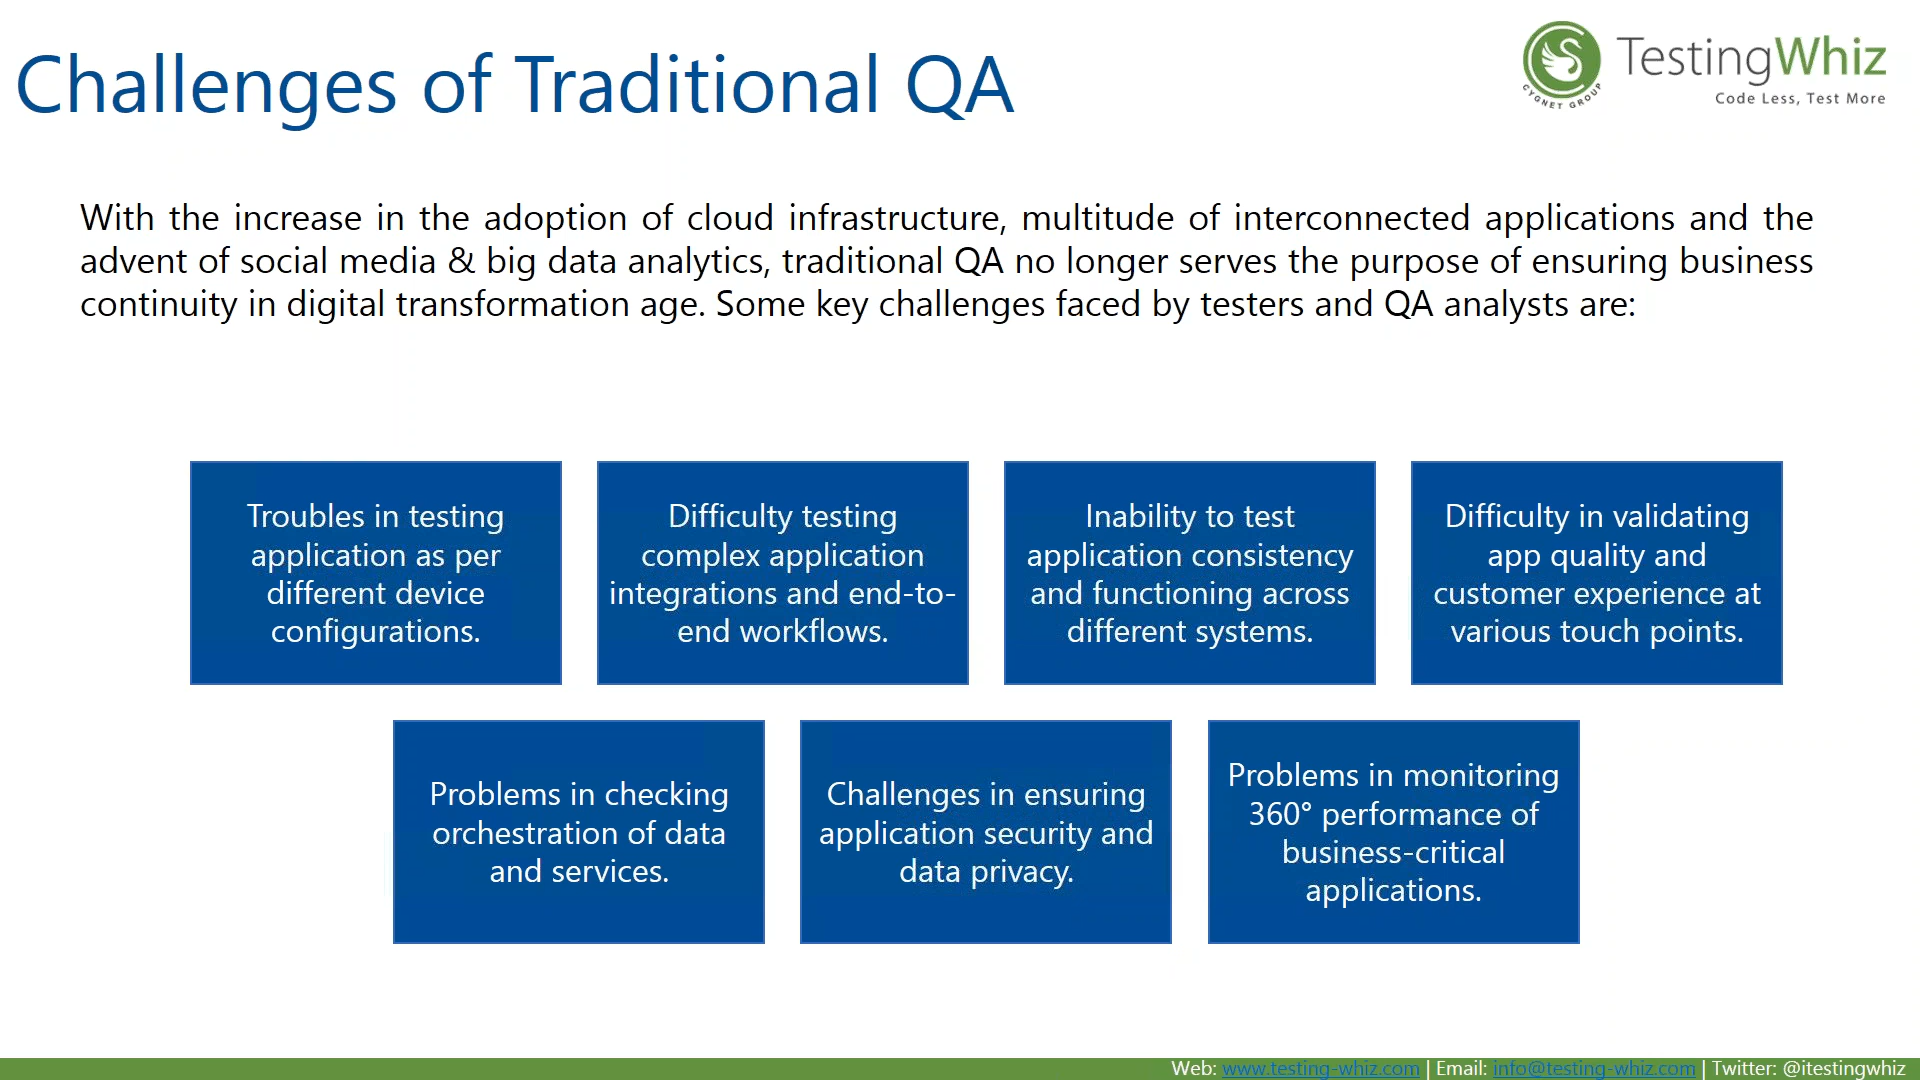 Challenges of Traditional QA
CYGNET GROUP
TestingWhiz
Code Less, Test More
With the increase in the adoption of cloud infrastructure, multitude of interconnected applications and the
advent of social media & big data analytics, traditional QA no longer serves the purpose of ensuring business
continuity in digital transformation age. Some key challenges faced by testers and QA analysts are:
Troubles in testing
application as per
different device
configurations.
Difficulty testing
complex application
integrations and end-to-
end workflows.
Inability to test
application consistency
and functioning across
different systems.
Difficulty in validating
app quality and
customer experience at
various touch points.
Problems in checking
orchestration of data
and services.
Challenges in ensuring
application security and
data privacy.
Problems in monitoring
360° performance of
business-critical
applications.
Web: www.testing-whiz.com | Email: info@testing-whiz.com | Twitter: @itestingwhiz